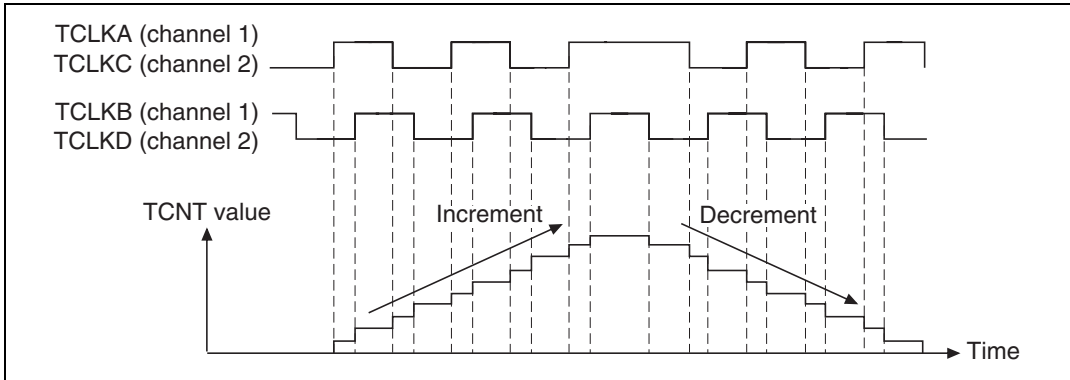 TCLKA (channel 1)
TCLKC (channel 2)
TCLKB (channel 1)
TCLKD (channel 2)
TCNT value
Increment
Decrement
Time